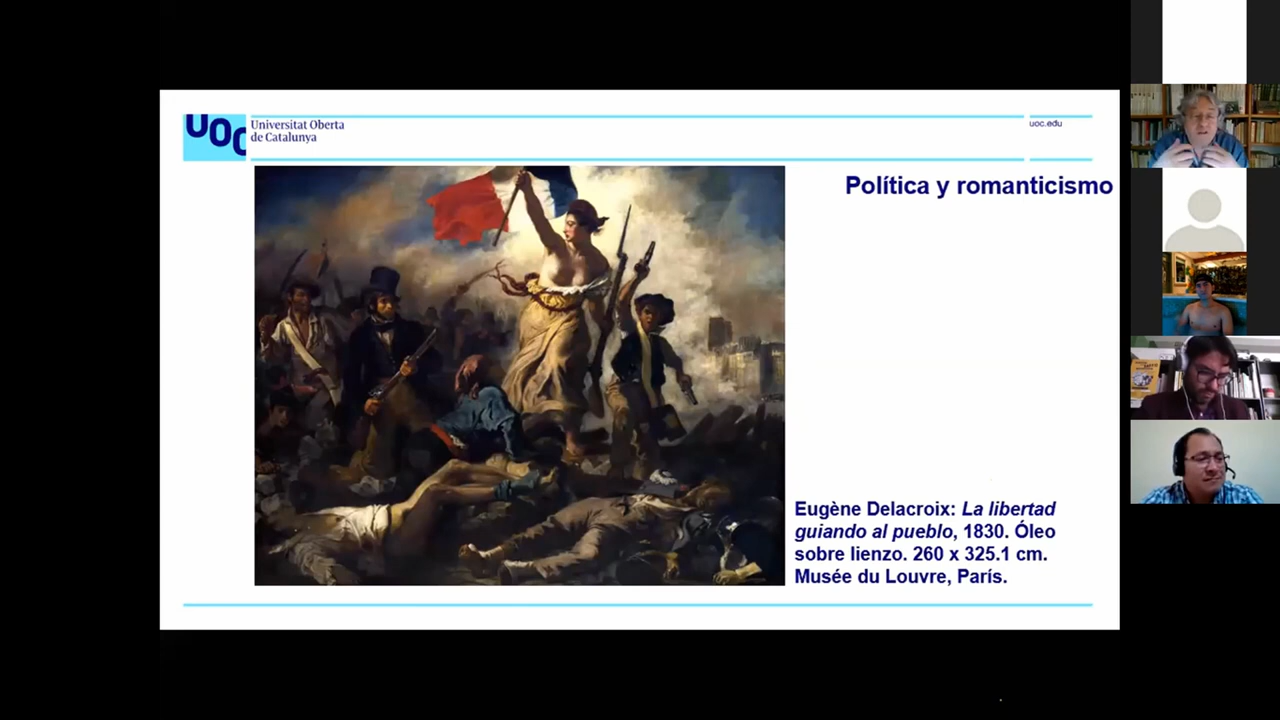 UOC
Universitat Oberta
de Catalunya
uoc.edu
Política y romanticismo
Eugène Delacroix: La libertad
guiando al pueblo, 1830. Óleo
sobre lienzo. 260 x 325.1 cm.
Musée du Louvre, París.